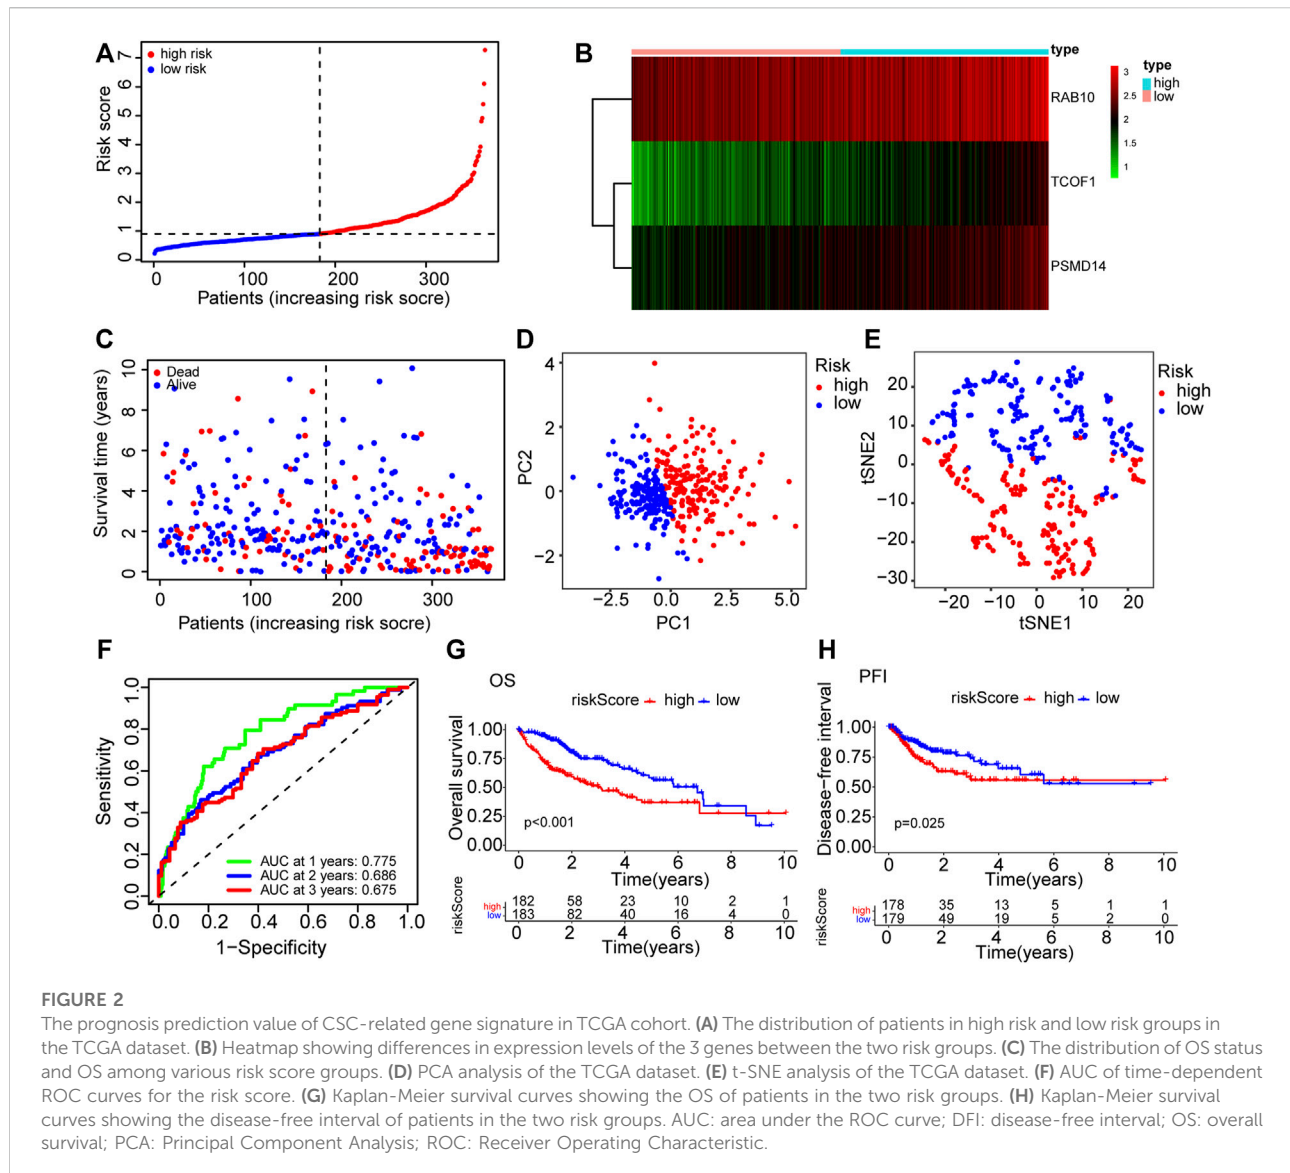 A
high risk
low risk
Risk score
0 1 2 3 4 5 6 7
0 100 200 300
Patients (increasing risk socre)
B
type
RAB10
TCOF1
PSMD14
3
2.5
2
1.5
1
type
high
low
C
Dead
Alive
Survival time (years)
0 2 4 6 8 10
0 100 200 300
Patients (increasing risk socre)
D
Risk
high
low
PC2
4
2
0
−2
−2.5 0.0 2.5 5.0
PC1
E
Risk
high
low
tSNE2
20
10
0
−10
−20
−30
−20 −10 0 10 20
tSNE1
F
Sensitivity
0.0 0.2 0.4 0.6 0.8 1.0
AUC at 1 years: 0.775
AUC at 2 years: 0.686
AUC at 3 years: 0.675
0.0 0.2 0.4 0.6 0.8 1.0
1−Specificity
G
OS
riskScore high low
Overall survival
1.00
0.75
0.50
0.25
0.00
p<0.001
0 2 4 6 8 10
Time(years)
riskScore
high 182 58 23 10 2 1
low 183 82 40 16 4 0
0 2 4 6 8 10
Time(years)
H
PFI
riskScore high low
Disease−free interval
1.00
0.75
0.50
0.25
0.00
p=0.025
0 2 4 6 8 10
Time(years)
riskScore
high 178 35 13 5 1 1
low 179 49 19 5 2 0
0 2 4 6 8 10
Time(years)
FIGURE 2
The prognosis prediction value of CSC-related gene signature in TCGA cohort. (A) The distribution of patients in high risk and low risk groups in
the TCGA dataset. (B) Heatmap showing differences in expression levels of the 3 genes between the two risk groups. (C) The distribution of OS status
and OS among various risk score groups. (D) PCA analysis of the TCGA dataset. (E) t-SNE analysis of the TCGA dataset. (F) AUC of time-dependent
ROC curves for the risk score. (G) Kaplan-Meier survival curves showing the OS of patients in the two risk groups. (H) Kaplan-Meier survival
curves showing the disease-free interval of patients in the two risk groups. AUC: area under the ROC curve; DFI: disease-free interval; OS: overall
survival; PCA: Principal Component Analysis; ROC: Receiver Operating Characteristic.